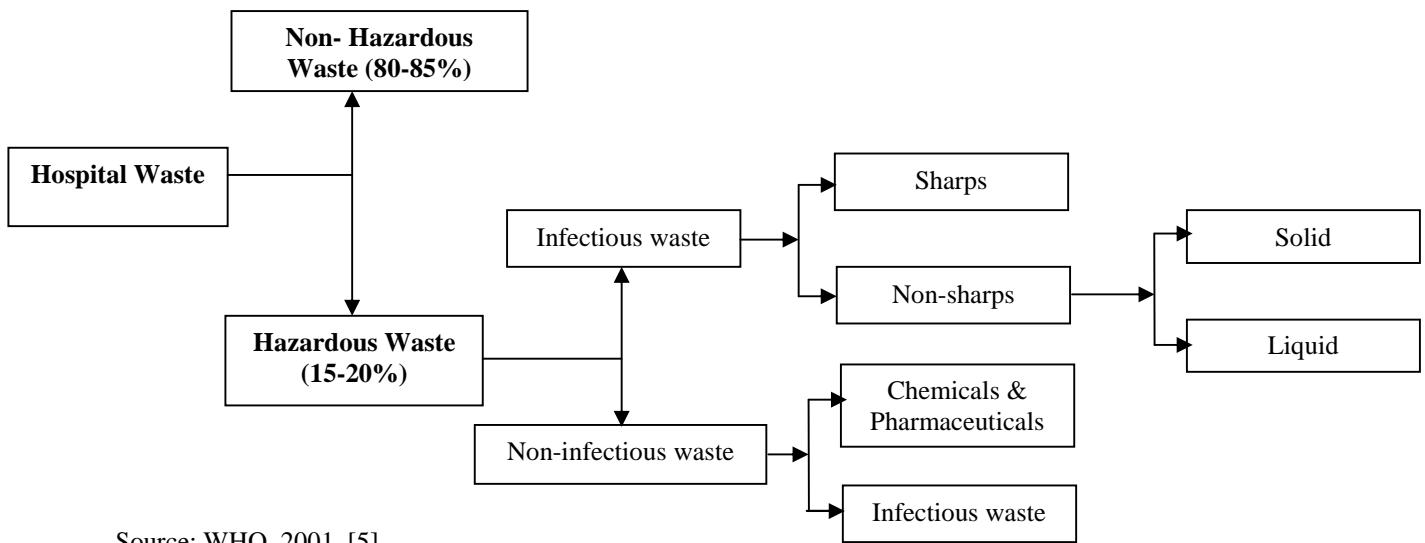 Non- Hazardous
Waste (80-85%)
Hospital Waste
Sharps
Infectious waste
Solid
Non-sharps
Hazardous Waste
(15-20%)
Liquid
Chemicals &
Pharmaceuticals
Non-infectious waste
Infectious waste
Source: WHO, 2001, [5]